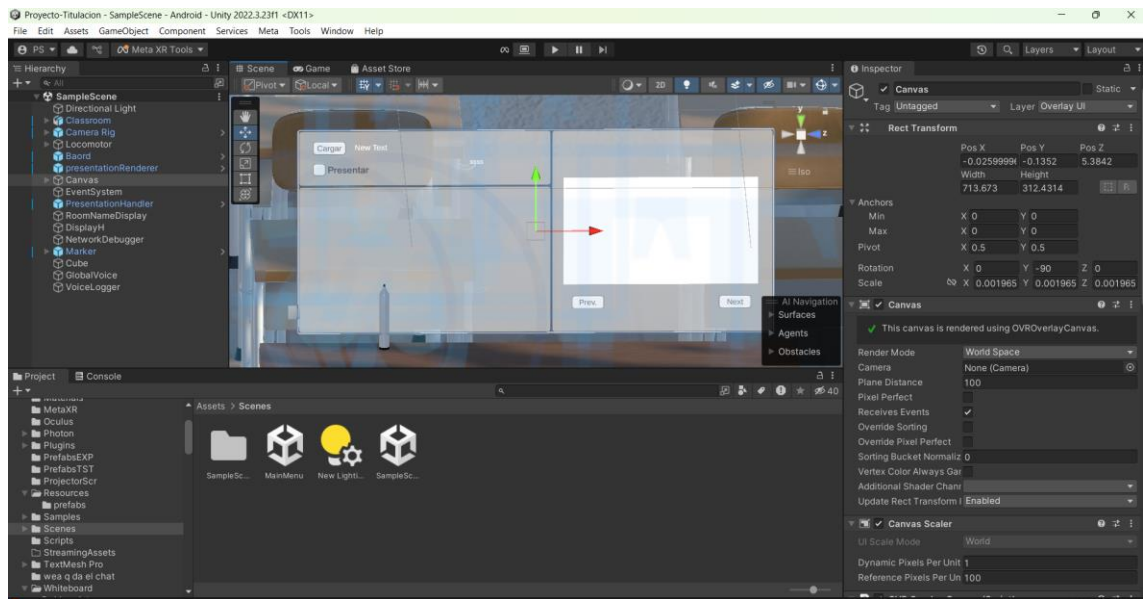 Proyecto-Titulacion - SampleScene - Android - Unity 2022.3.23f1 <DX11>
File Edit Assets GameObject Component Services Meta Tools Window Help
PS Meta XR Tools Layers Layout
Hierarchy
All
SampleScene
Directional Light
Classroom
Camera Rig
Locomotor
Baord
presentationRenderer
Canvas
EventSystem
PresentationHandler
RoomNameDisplay
DisplayH
NetworkDebugger
Marker
Cube
GlobalVoice
VoiceLogger
Scene Game Asset Store
Pivot Local 2D
Cargar New Text
Presentar
y
z
Iso
Prev. Next
AI Navigation
Surfaces
Agents
Obstacles
Inspector
Canvas Static
Tag Untagged Layer Overlay UI
Rect Transform
Pos X Pos Y Pos Z
-0.0259999 -0.1352 5.3842
Width Height
713.673 312.4314 R
Anchors
Min X 0 Y 0
Max X 0 Y 0
Pivot X 0.5 Y 0.5
Rotation X 0 Y -90 Z 0
Scale X 0.001965 Y 0.001965 Z 0.001965
Canvas
This canvas is rendered using OVROverlayCanvas.
Render Mode World Space
Camera None (Camera)
Plane Distance 100
Pixel Perfect
Receives Events
Override Sorting
Override Pixel Perfect
Sorting Bucket Normaliz 0
Vertex Color Always Gar
Additional Shader Chanr
Update Rect Transform I Enabled
Canvas Scaler
UI Scale Mode World
Dynamic Pixels Per Unit 1
Reference Pixels Per Un 100
Project Console
40
MetaXR
Oculus
Photon
Plugins
PrefabsEXP
PrefabsTST
ProjectorScr
Resources
prefabs
Samples
Scenes
Scripts
StreamingAssets
TextMesh Pro
wea q da el chat
Whiteboard
Assets > Scenes
SampleSc... MainMenu New Lighti... SampleSc...